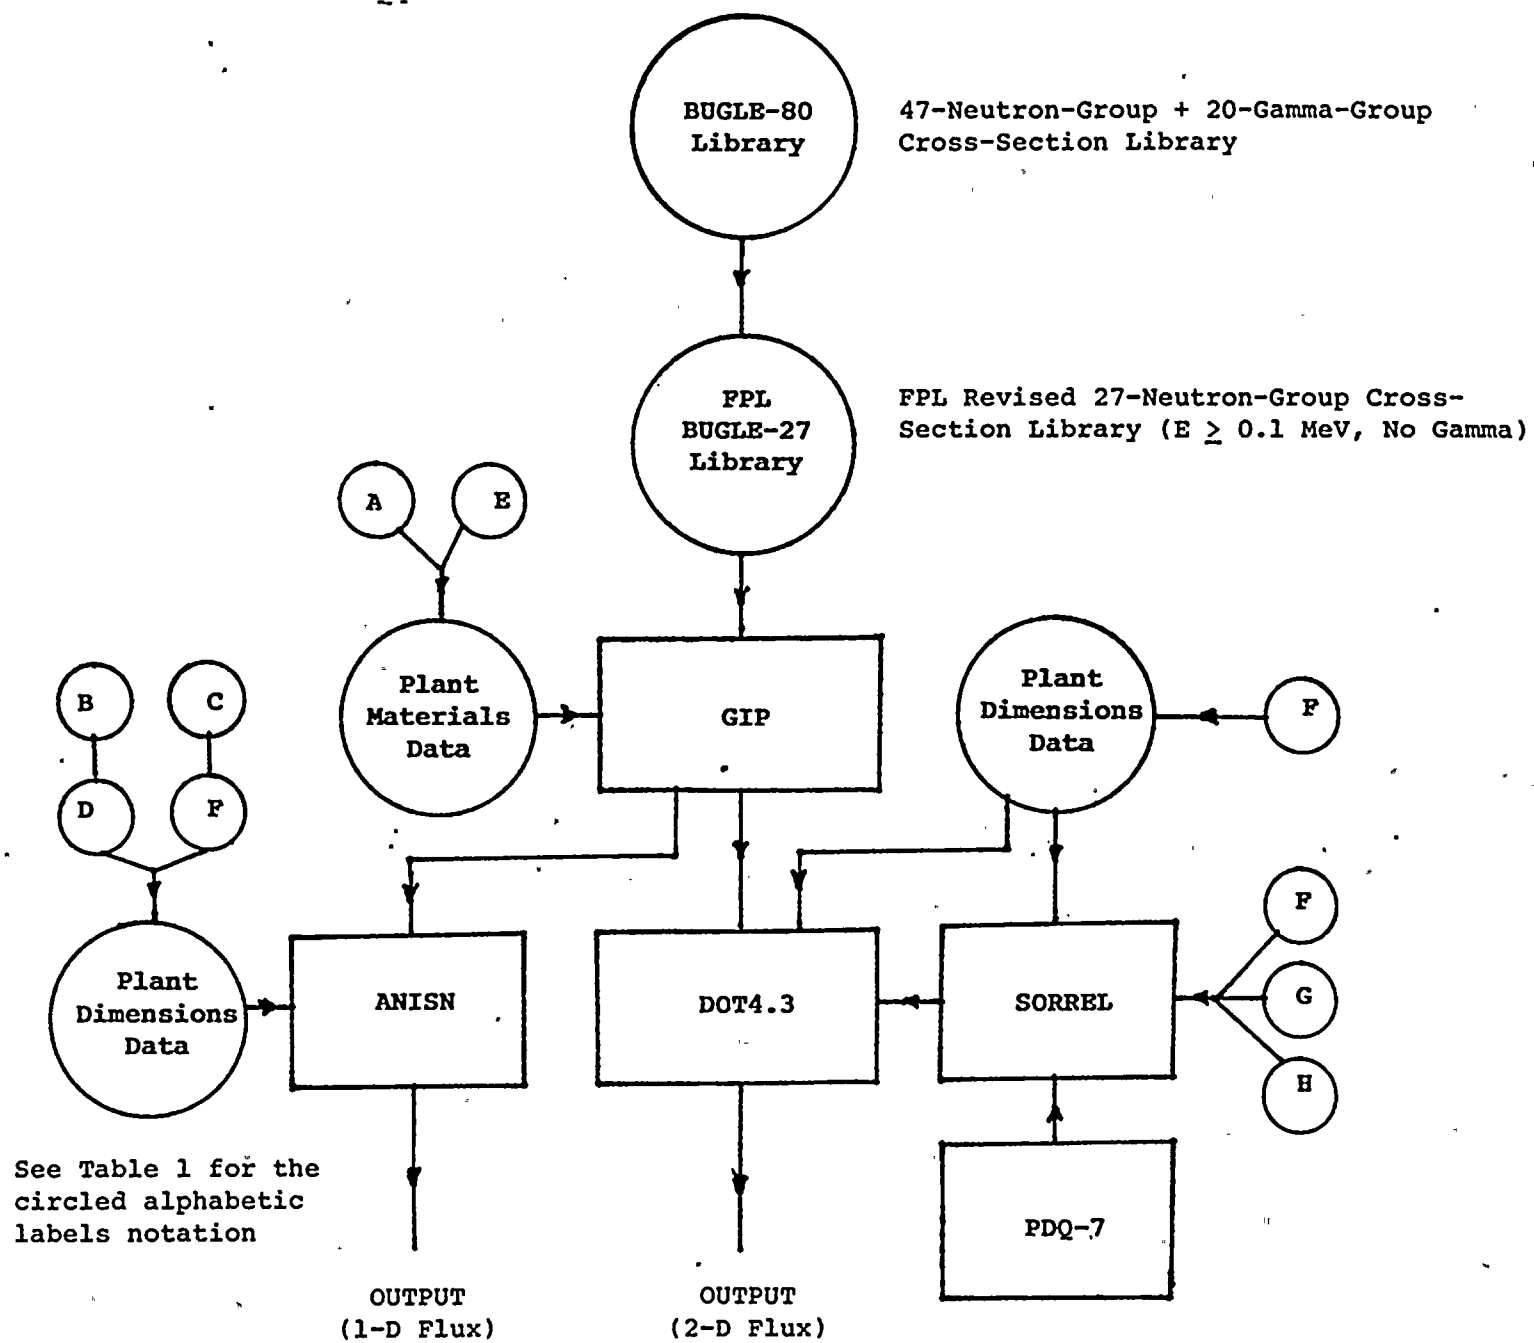 BUGLE-80
Library
47-Neutron-Group + 20-Gamma-Group
Cross-Section Library
FPL
BUGLE-27
Library
FPL Revised 27-Neutron-Group Cross-
Section Library (E ≥ 0.1 MeV, No Gamma)
A
E
Plant
Materials
Data
GIP
Plant
Dimensions
Data
F
B
C
D
F
Plant
Dimensions
Data
ANISN
DOT4.3
SORREL
F
G
H
PDQ-7
See Table 1 for the
circled alphabetic
labels notation
OUTPUT
(1-D Flux)
OUTPUT
(2-D Flux)